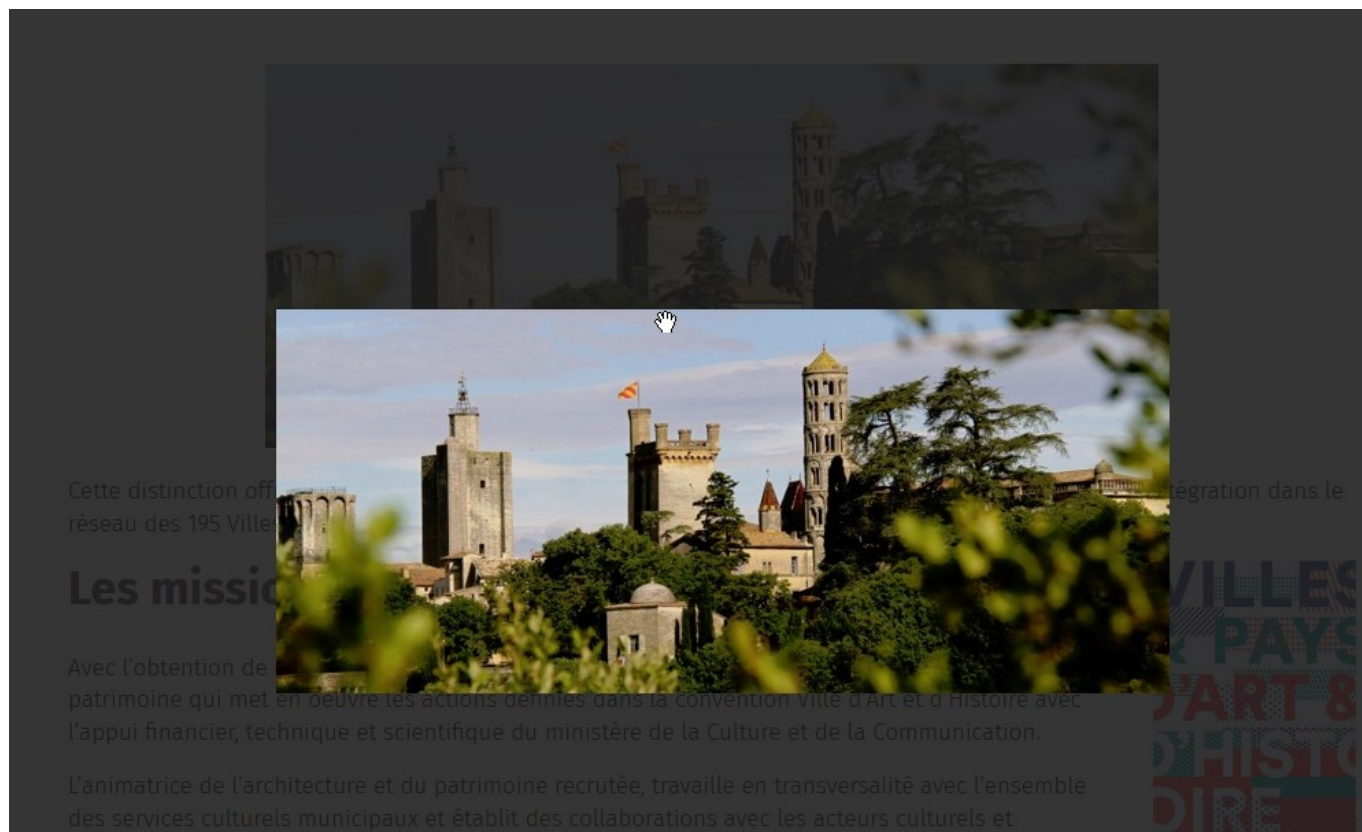 Cette distinction off
tégration dans le
réseau des 195 Villes
Les missio
Avec l'obtention de
patrimoine qui met en oeuvre les actions définies dans la convention Ville d'Art et d'Histoire avec
l'appui financier, technique et scientifique du ministère de la Culture et de la Communication.
L'animatrice de l'architecture et du patrimoine recrutée, travaille en transversalité avec l'ensemble
des services culturels municipaux et établit des collaborations avec les acteurs culturels et
VILLES
& PAYS
D'ART &
D'HISTO
OIRE